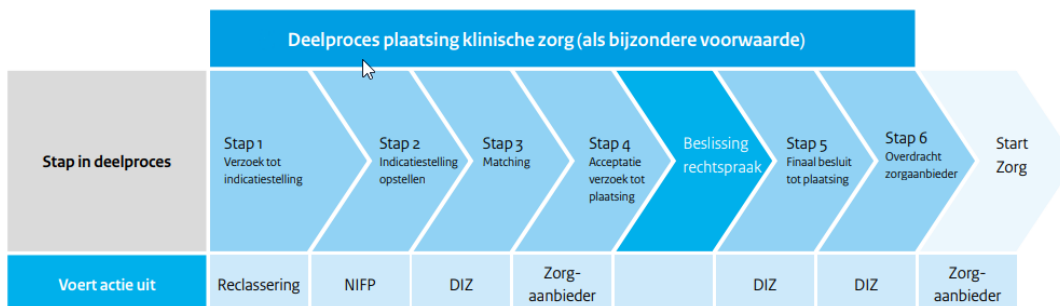 Deelproces plaatsing klinische zorg (als bijzondere voorwaarde)
Stap in deelproces
Stap 1
Verzoek tot
indicatiestelling
Stap 2
Indicatiestelling
opstellen
Stap 3
Matching
Stap 4
Acceptatie
verzoek tot
plaatsing
Beslissing
rechtspraak
Stap 5
Finaal besluit
tot plaatsing
Stap 6
Overdracht
zorgaanbieder
Start
Zorg
Voert actie uit
Reclassering
NIFP
DIZ
Zorg-
aanbieder
DIZ
DIZ
Zorg-
aanbieder